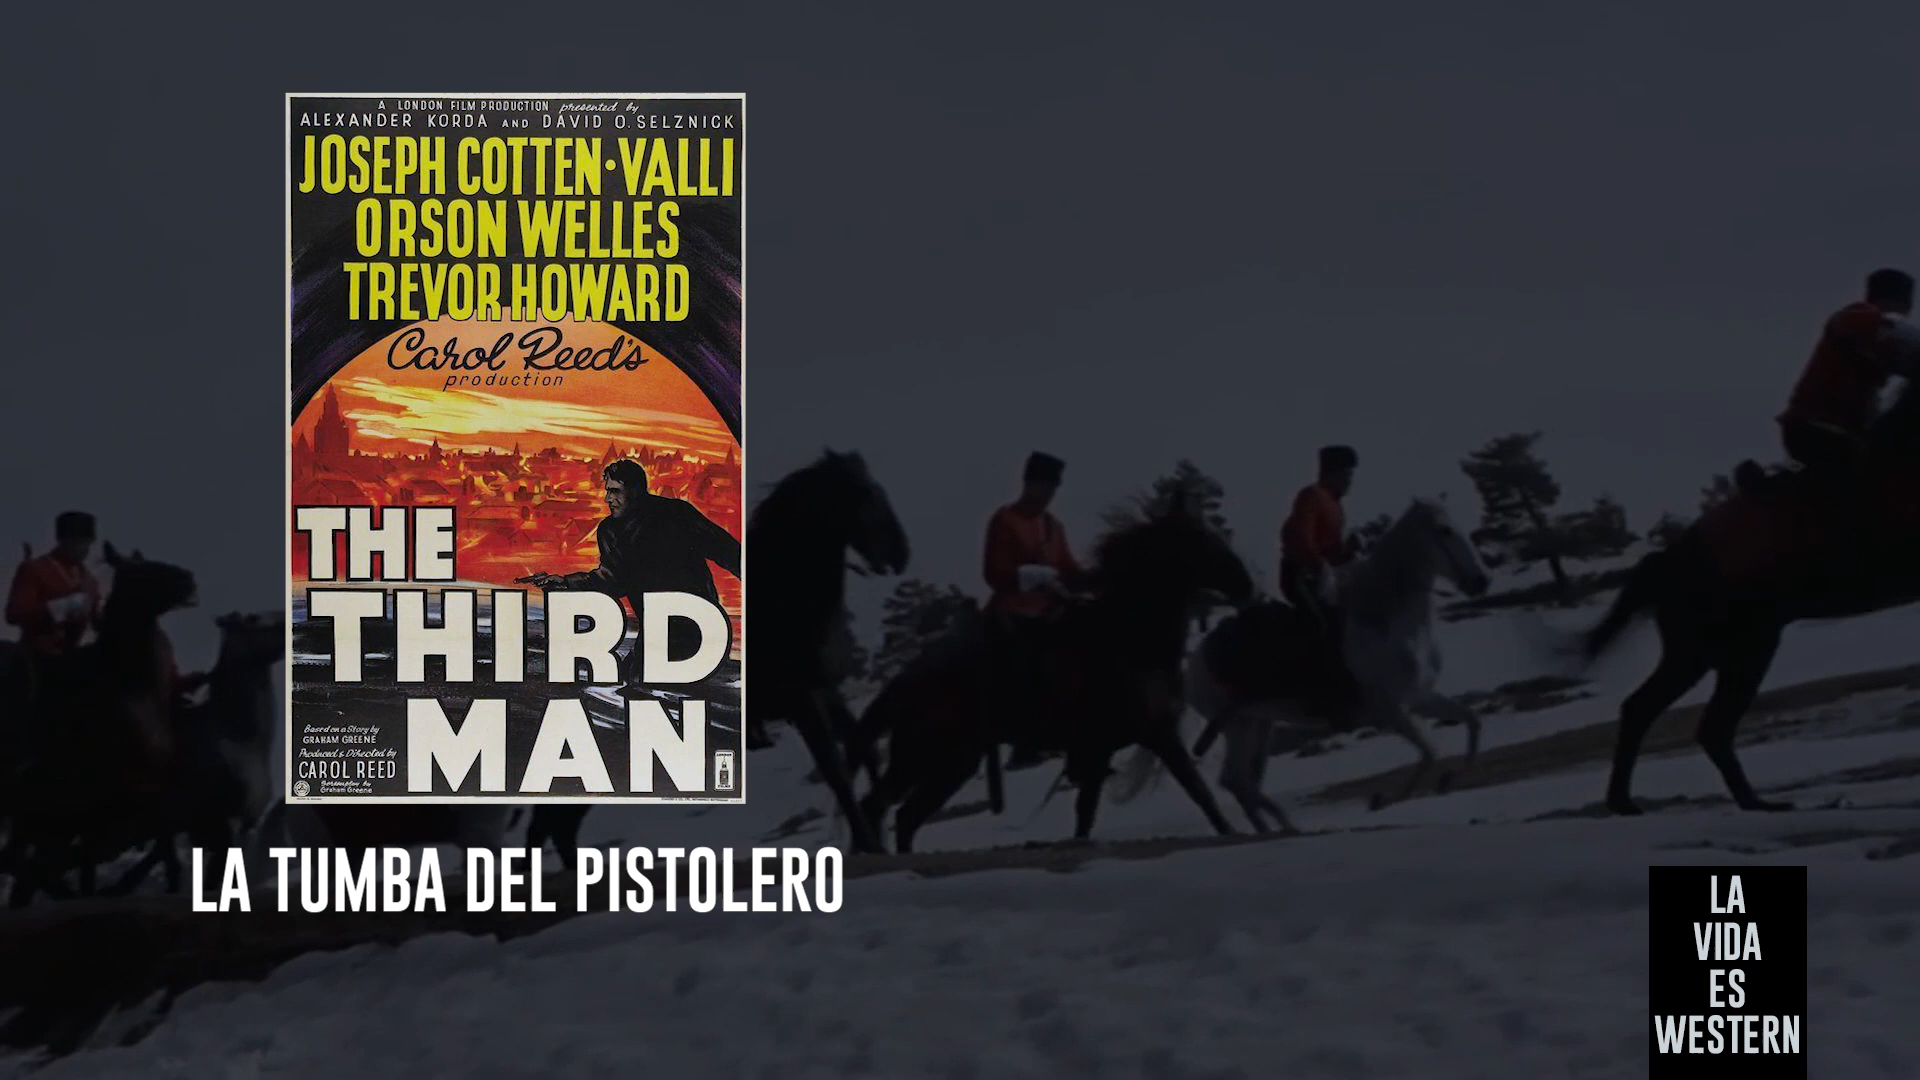 A LONDON FILM PRODUCTION presented by
ALEXANDER KORDA AND DAVID O. SELZNICK
JOSEPH COTTEN·VALLI
ORSON WELLES
TREVOR HOWARD
Carol Reed's
production
THE
THIRD
MAN
Based on a Story by
GRAHAM GREENE
Produced & Directed by
CAROL REED
Screenplay by
Graham Greene
LA TUMBA DEL PISTOLERO
LA
VIDA
ES
WESTERN